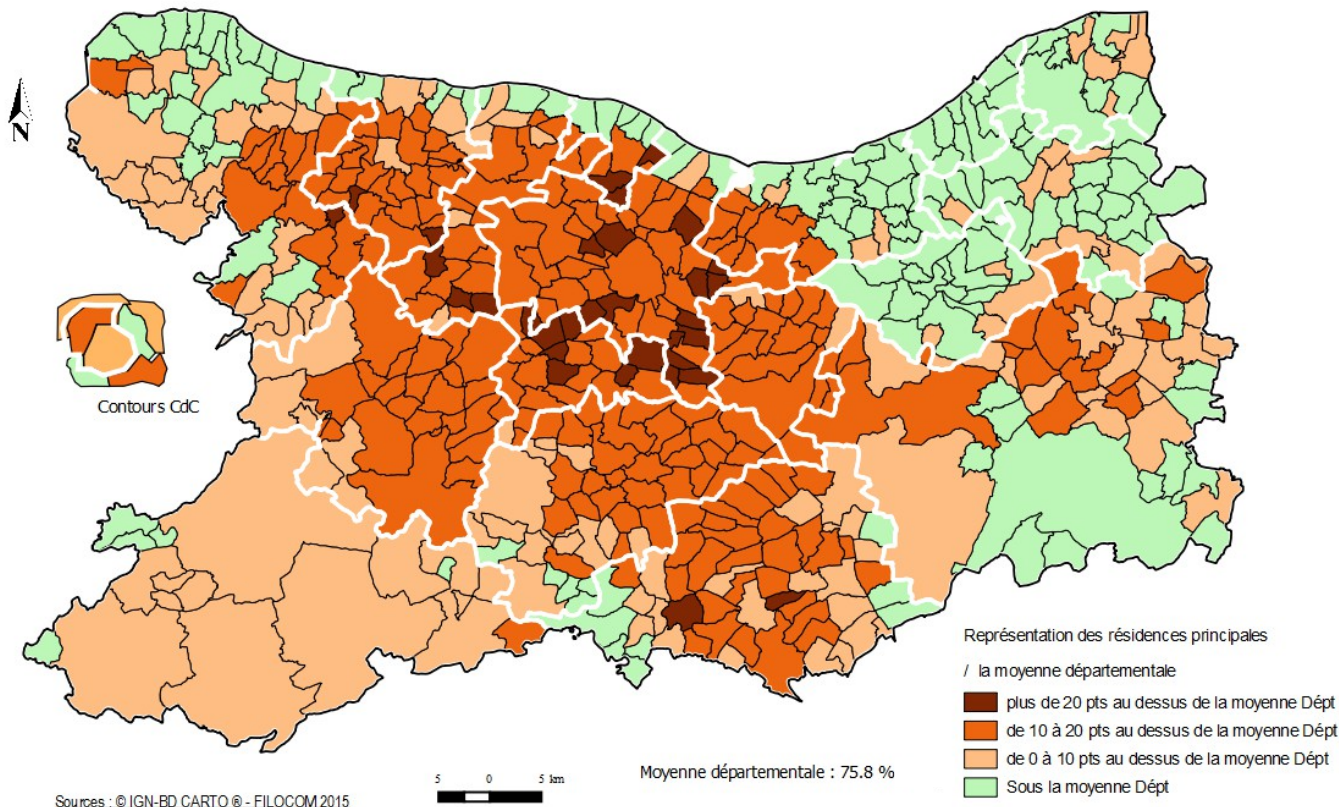 N
Contours CdC
Représentation des résidences principales
/ la moyenne départementale
plus de 20 pts au dessus de la moyenne Dépt
de 10 à 20 pts au dessus de la moyenne Dépt
de 0 à 10 pts au dessus de la moyenne Dépt
Sous la moyenne Dépt
5 0 5 km
Moyenne départementale : 75.8 %
Sources : © IGN-BD CARTO ® - FILOCOM 2015